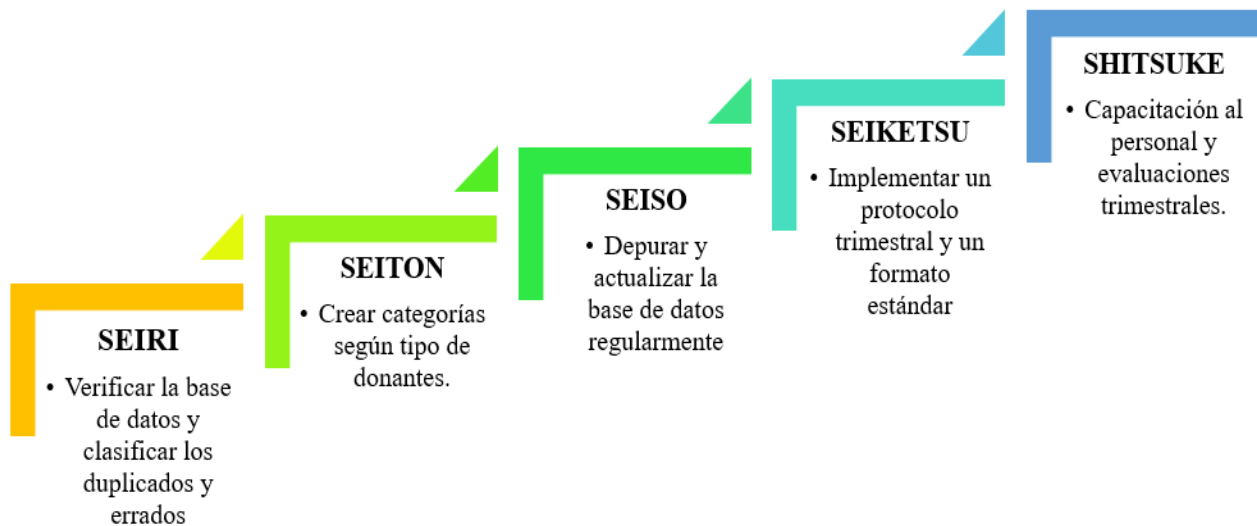 SEIRI
• Verificar la base
de datos y
clasificar los
duplicados y
errados
SEITON
• Crear categorías
según tipo de
donantes.
SEISO
• Depurar y
actualizar la
base de datos
regularmente
SEIKETSU
• Implementar un
protocolo
trimestral y un
formato
estándar
SHITSUKE
• Capacitación al
personal y
evaluaciones
trimestrales.